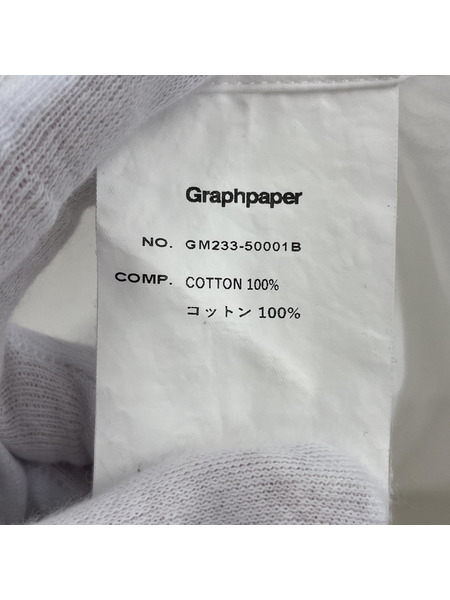 Graphpaper
NO. GM233-50001B
COMP. COTTON 100%
コットン 100%